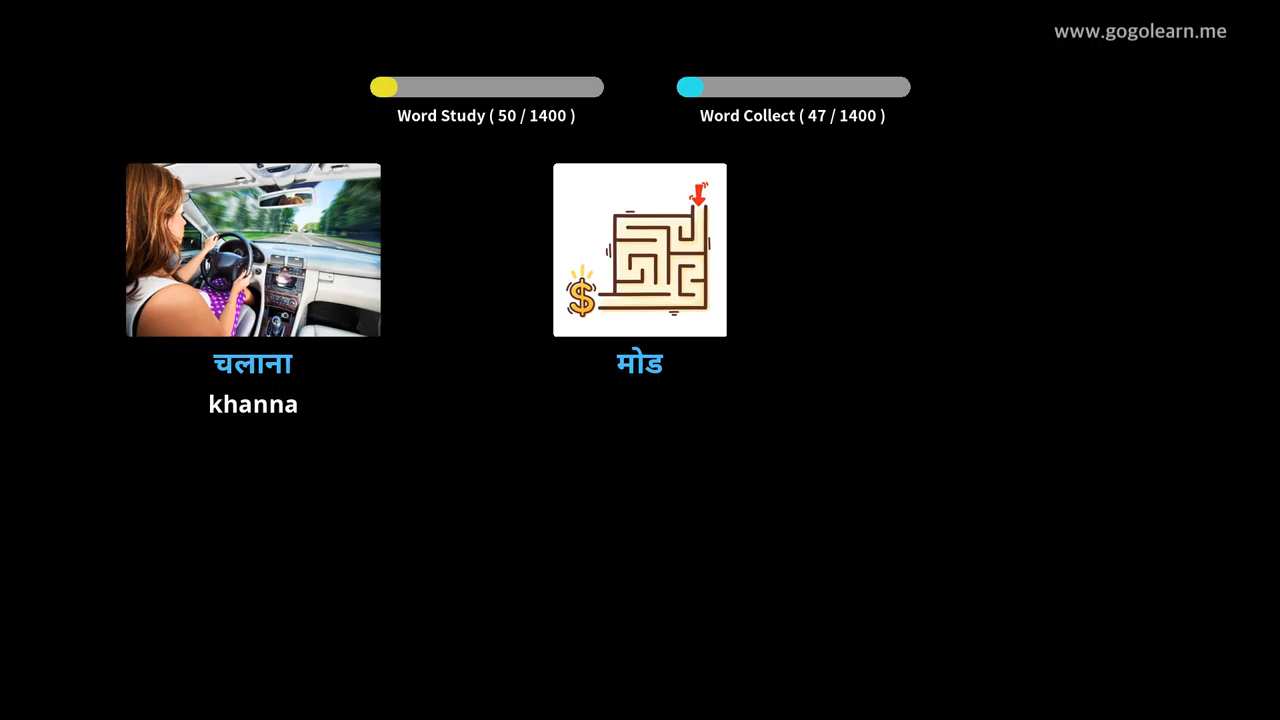 www.gogolearn.me
Word Study ( 50 / 1400 )
Word Collect ( 47 / 1400 )
चलाना
मोड
khanna